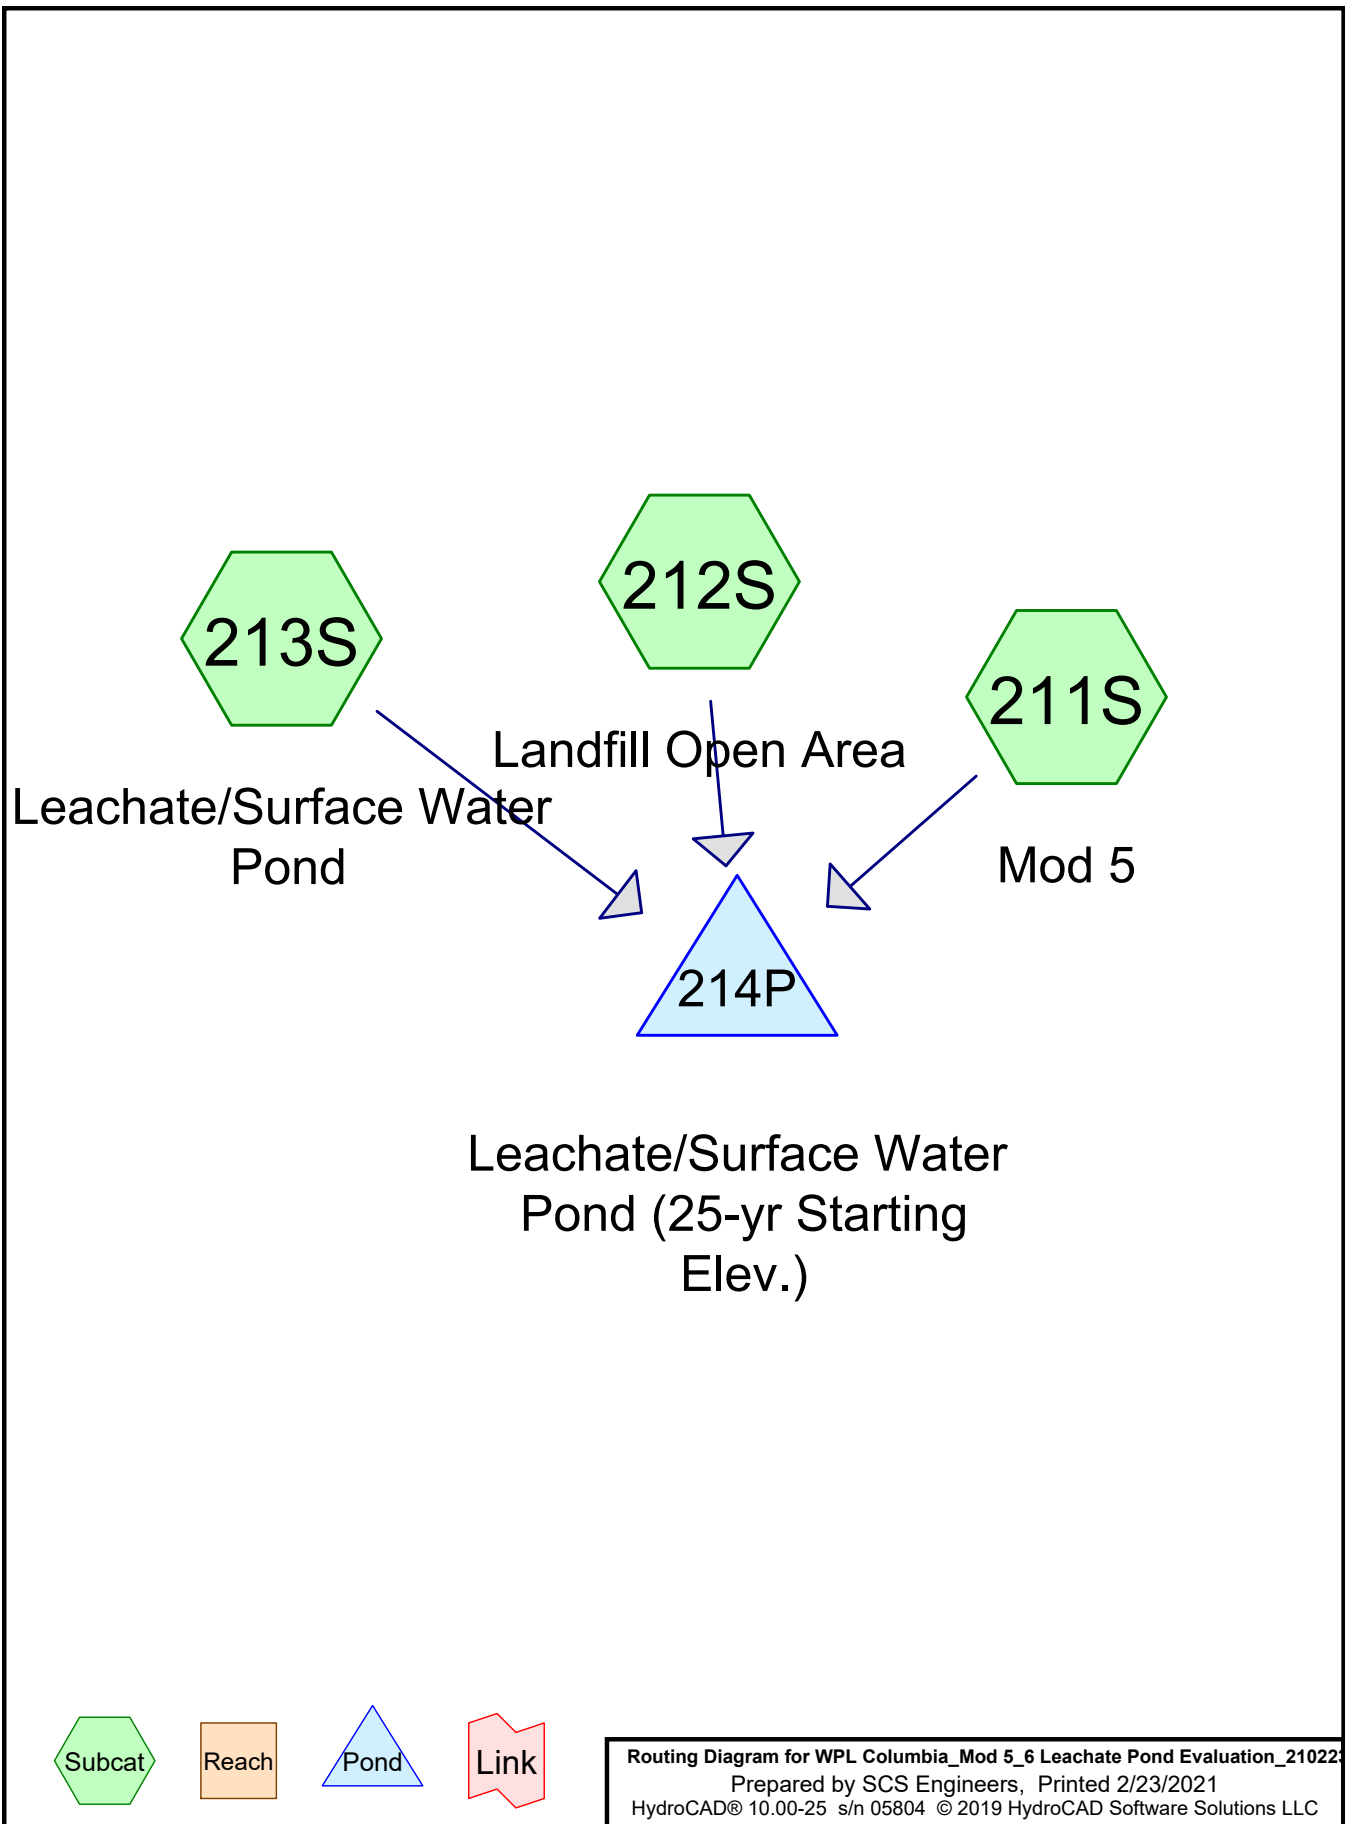 213S
212S
211S
Landfill Open Area
Leachate/Surface Water
Pond
Mod 5
214P
Leachate/Surface Water
Pond (25-yr Starting
Elev.)
Subcat
Reach
Pond
Link
Routing Diagram for WPL Columbia_Mod 5_6 Leachate Pond Evaluation_210223
Prepared by SCS Engineers, Printed 2/23/2021
HydroCAD® 10.00-25 s/n 05804 © 2019 HydroCAD Software Solutions LLC